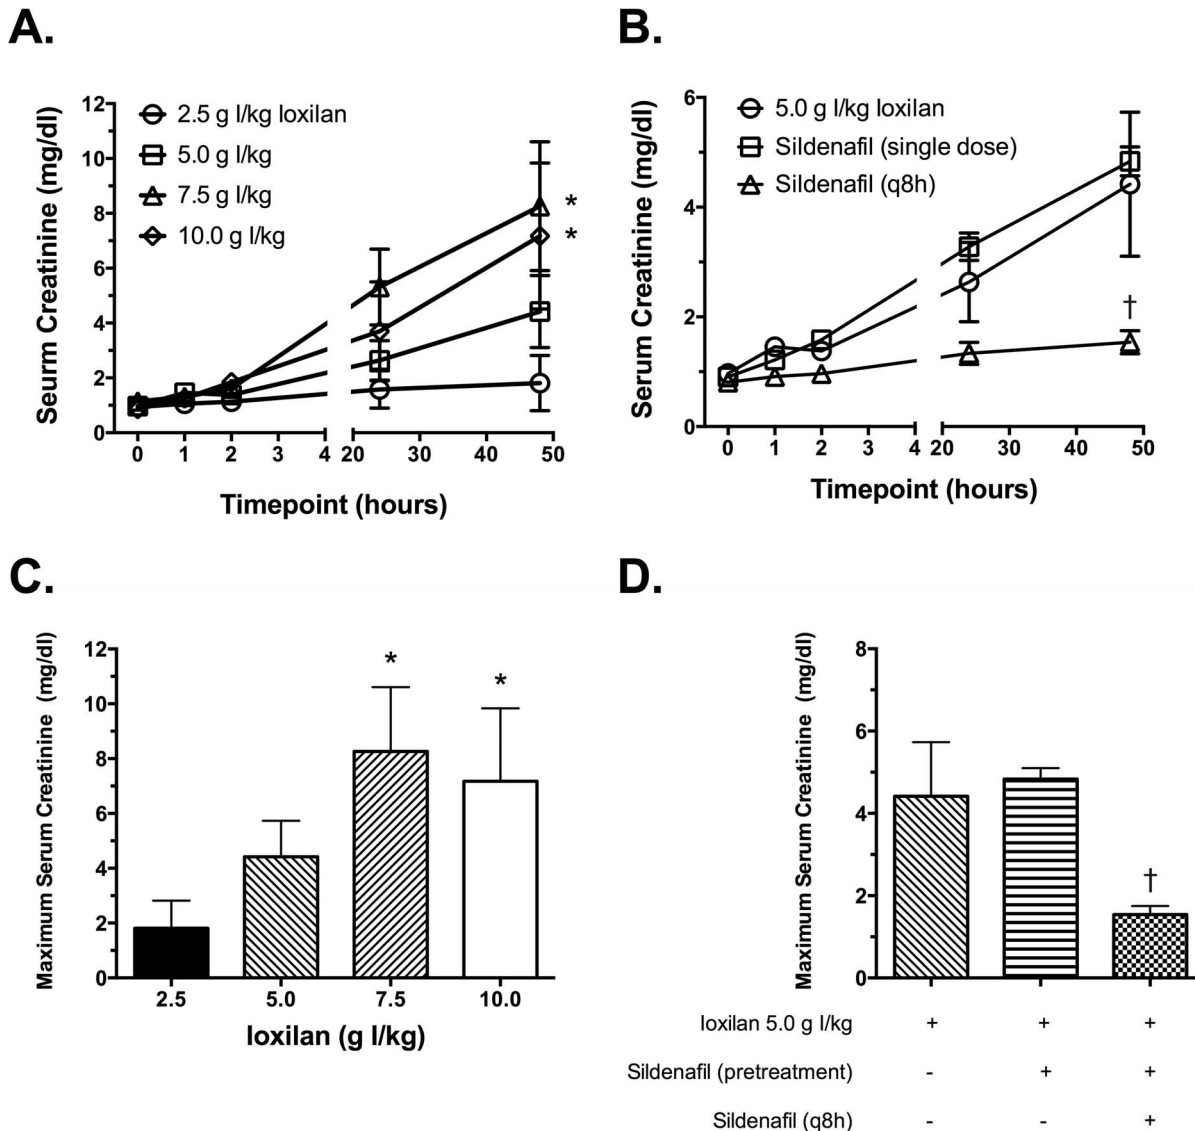 A.
12
10
8
6
4
2
0
Seurm Creatinine (mg/dl)
2.5 g I/kg Ioxilan
5.0 g I/kg
7.5 g I/kg
10.0 g I/kg
*
*
0 1 2 3 4 20 30 40 50
Timepoint (hours)
B.
6
4
2
0
Serum Creatinine (mg/dl)
5.0 g I/kg Ioxilan
Sildenafil (single dose)
Sildenafil (q8h)
†
0 1 2 3 4 20 30 40 50
Timepoint (hours)
C.
12
10
8
6
4
2
0
Maximum Serum Creatinine (mg/dl)
*
*
2.5 5.0 7.5 10.0
Ioxilan (g I/kg)
D.
8
6
4
2
0
Maximum Serum Creatinine (mg/dl)
†
Ioxilan 5.0 g I/kg + + +
Sildenafil (pretreatment) - + +
Sildenafil (q8h) - - +